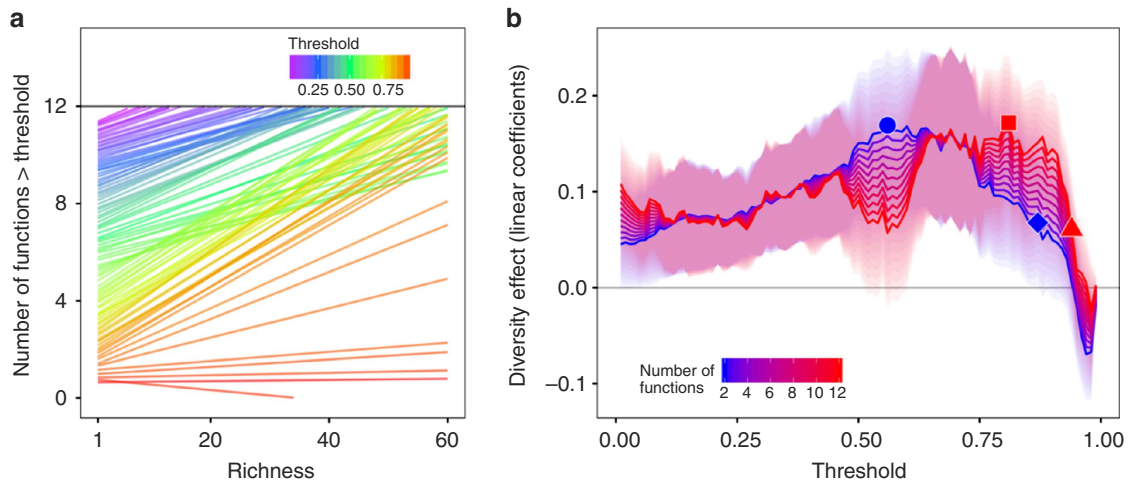 a
Number of functions > threshold
12
8
4
0
Threshold
0.25 0.50 0.75
1 20 40 60
Richness
b
Diversity effect (linear coefficients)
0.2
0.1
0.0
–0.1
Number of
functions
2 4 6 8 10 12
0.00 0.25 0.50 0.75 1.00
Threshold